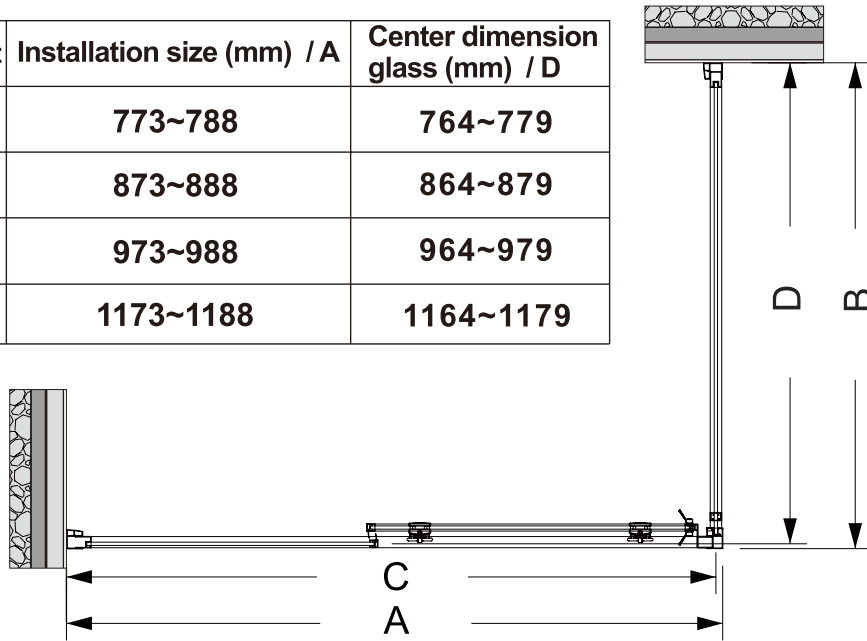 Installation size (mm) / A
Center dimension
glass (mm) / D
773~788
764~779
873~888
864~879
973~988
964~979
1173~1188
1164~1179
D
B
C
A